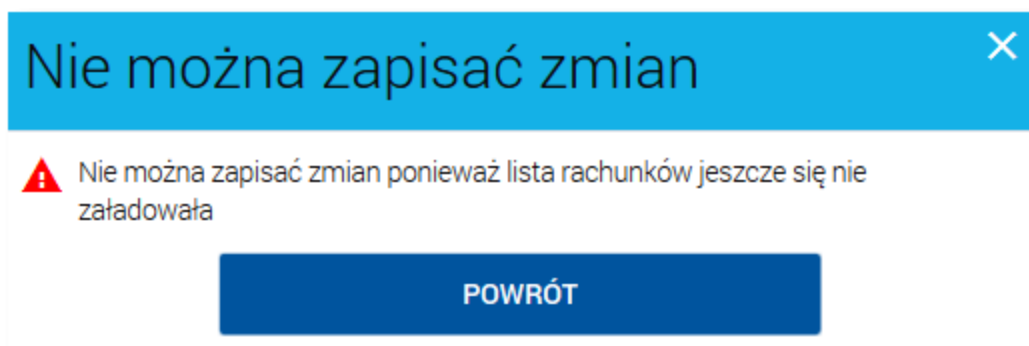 Nie można zapisać zmian
Nie można zapisać zmian ponieważ lista rachunków jeszcze się nie
załadowała
POWRÓT